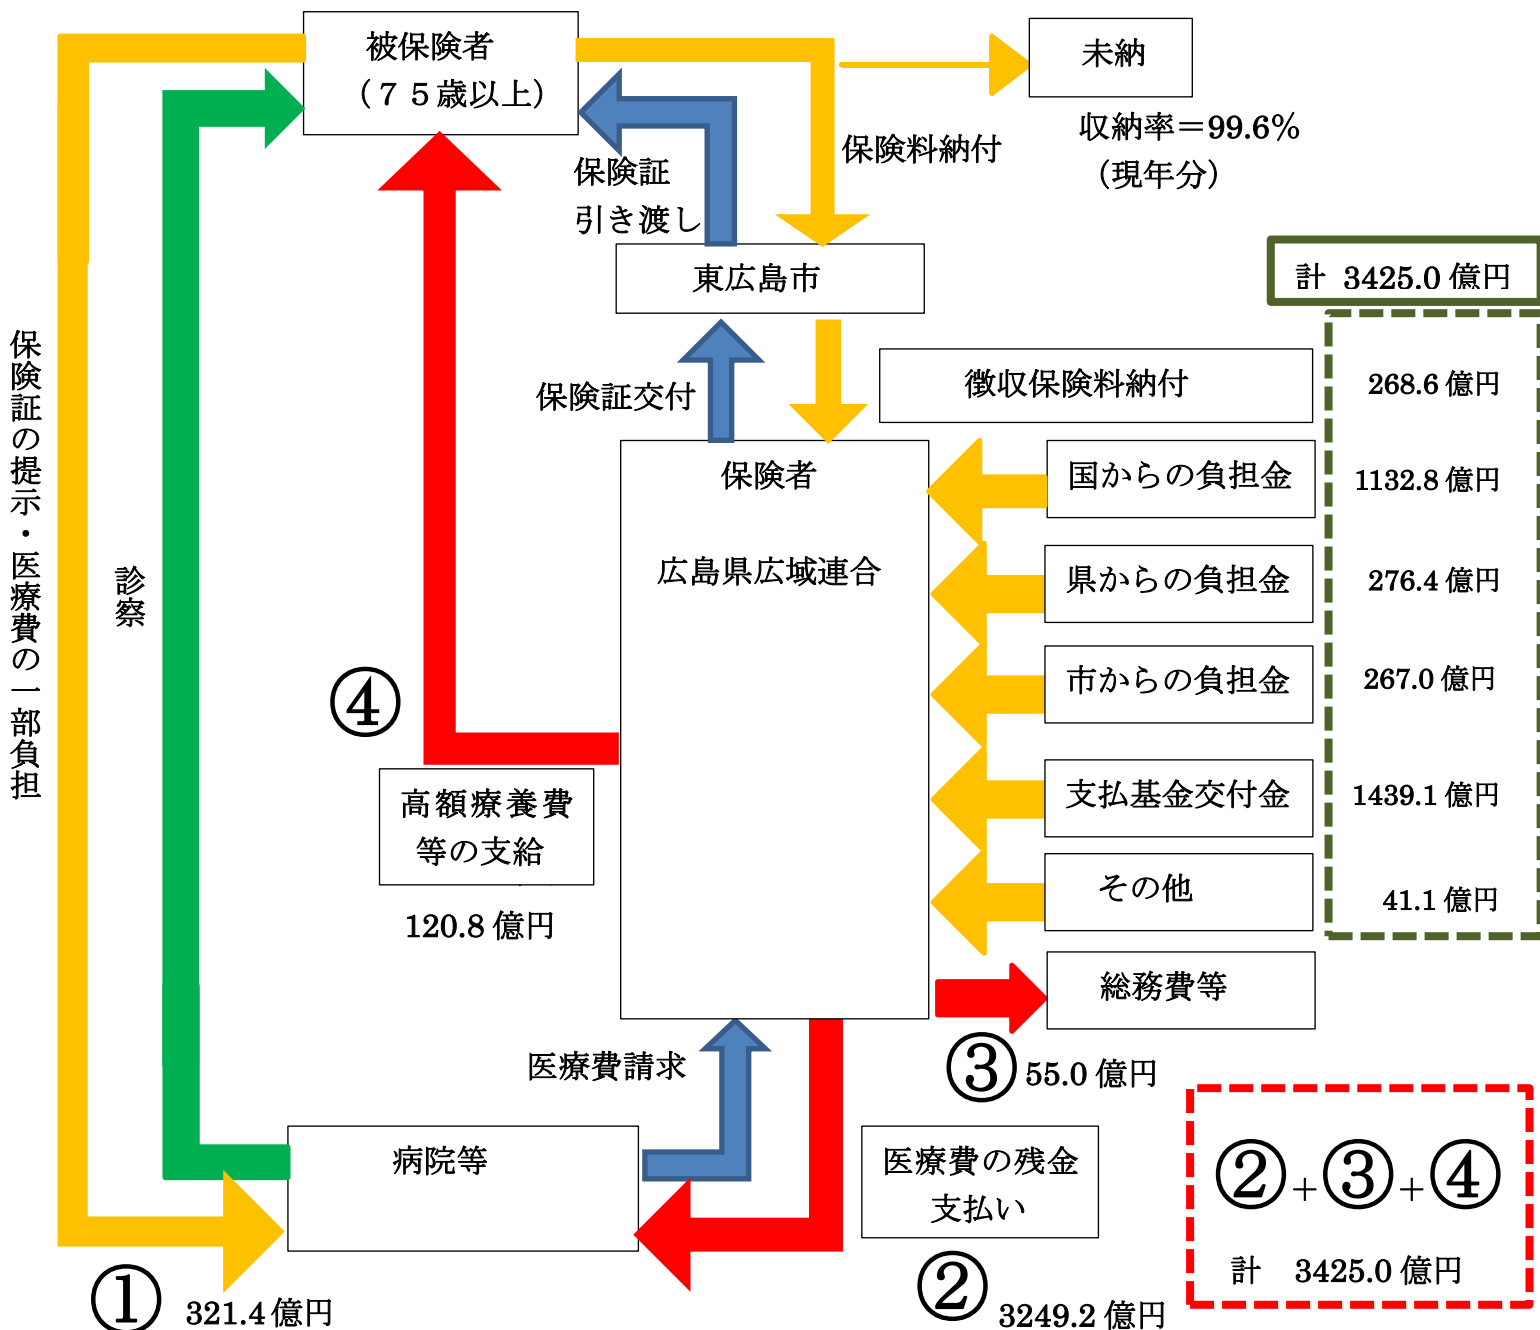 被保険者
（７５歳以上）
未納
収納率＝99.6%
（現年分）
保険料納付
保険証
引き渡し
東広島市
計 3425.0 億円
保険証交付
徴収保険料納付
268.6 億円
保険者
広島県広域連合
国からの負担金
1132.8 億円
県からの負担金
276.4 億円
市からの負担金
267.0 億円
支払基金交付金
1439.1 億円
その他
41.1 億円
保険証の提示・医療費の一部負担
診察
④
高額療養費
等の支給
120.8 億円
総務費等
③ 55.0 億円
医療費請求
病院等
医療費の残金
支払い
② 3249.2 億円
① 321.4 億円
②+③+④
計 3425.0 億円